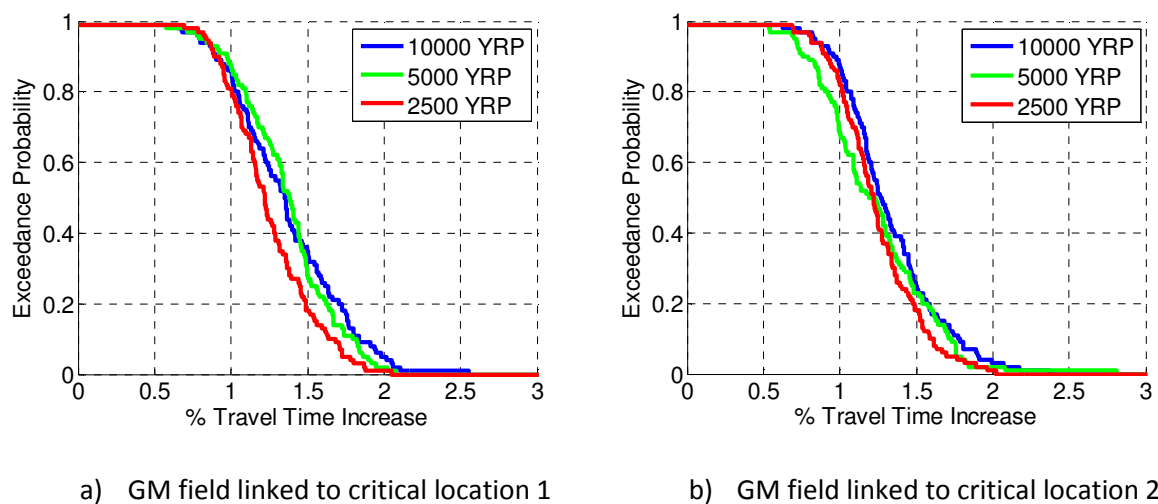 1
0.8
0.6
0.4
0.2
0
Exceedance Probability
0 0.5 1 1.5 2 2.5 3
% Travel Time Increase
10000 YRP
5000 YRP
2500 YRP
a) GM field linked to critical location 1
1
0.8
0.6
0.4
0.2
0
Exceedance Probability
0 0.5 1 1.5 2 2.5 3
% Travel Time Increase
10000 YRP
5000 YRP
2500 YRP
b) GM field linked to critical location 2